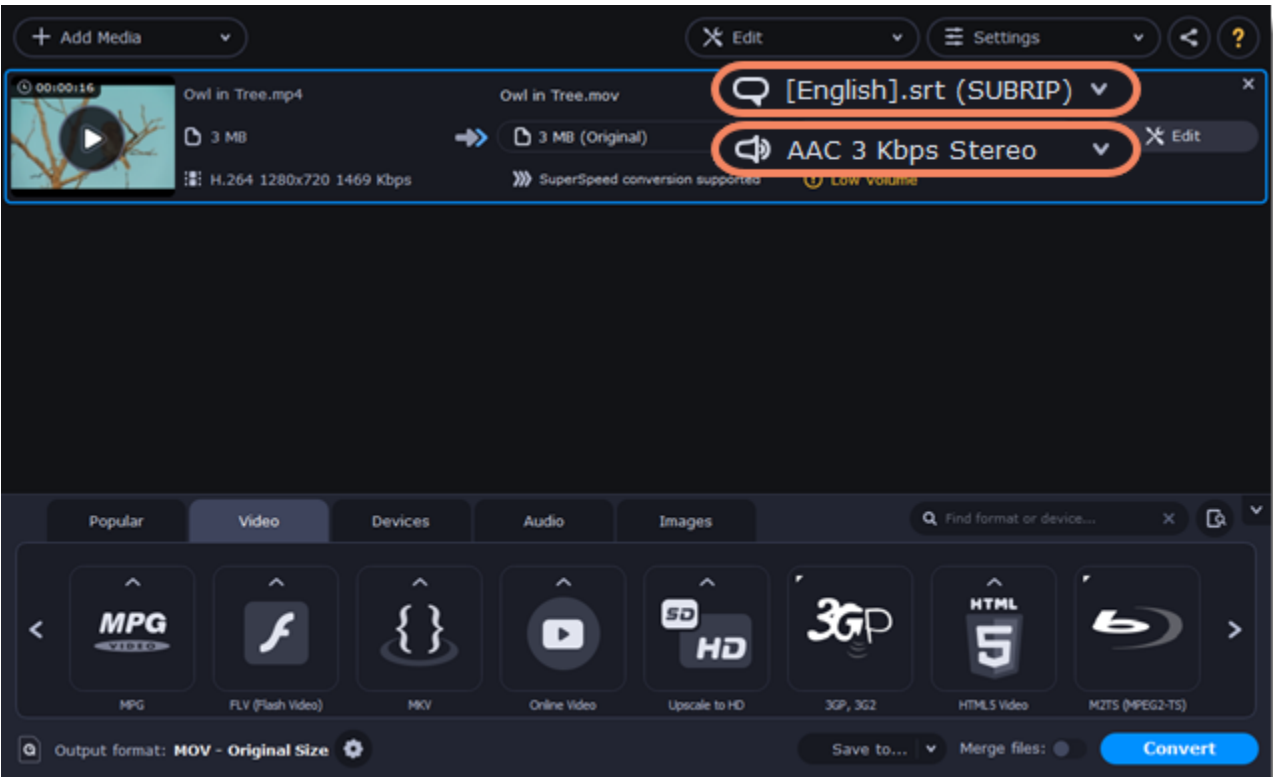 Add Media
Edit
Settings
?
00:00:16
Owl in Tree.mp4
Owl in Tree.mov
[English].srt (SUBRIP)
3 MB
3 MB (Original)
AAC 3 Kbps Stereo
Edit
H.264 1280x720 1469 Kbps
SuperSpeed conversion supported
Low Volume
Popular
Video
Devices
Audio
Images
Find format or device...
MPG
VIDEO
SD
HD
3GP
HTML
5
MPG
FLV (Flash Video)
MKV
Online Video
Upscale to HD
3GP, 3G2
HTML5 Video
M2TS (MPEG2-TS)
Output format: MOV - Original Size
Save to...
Merge files:
Convert